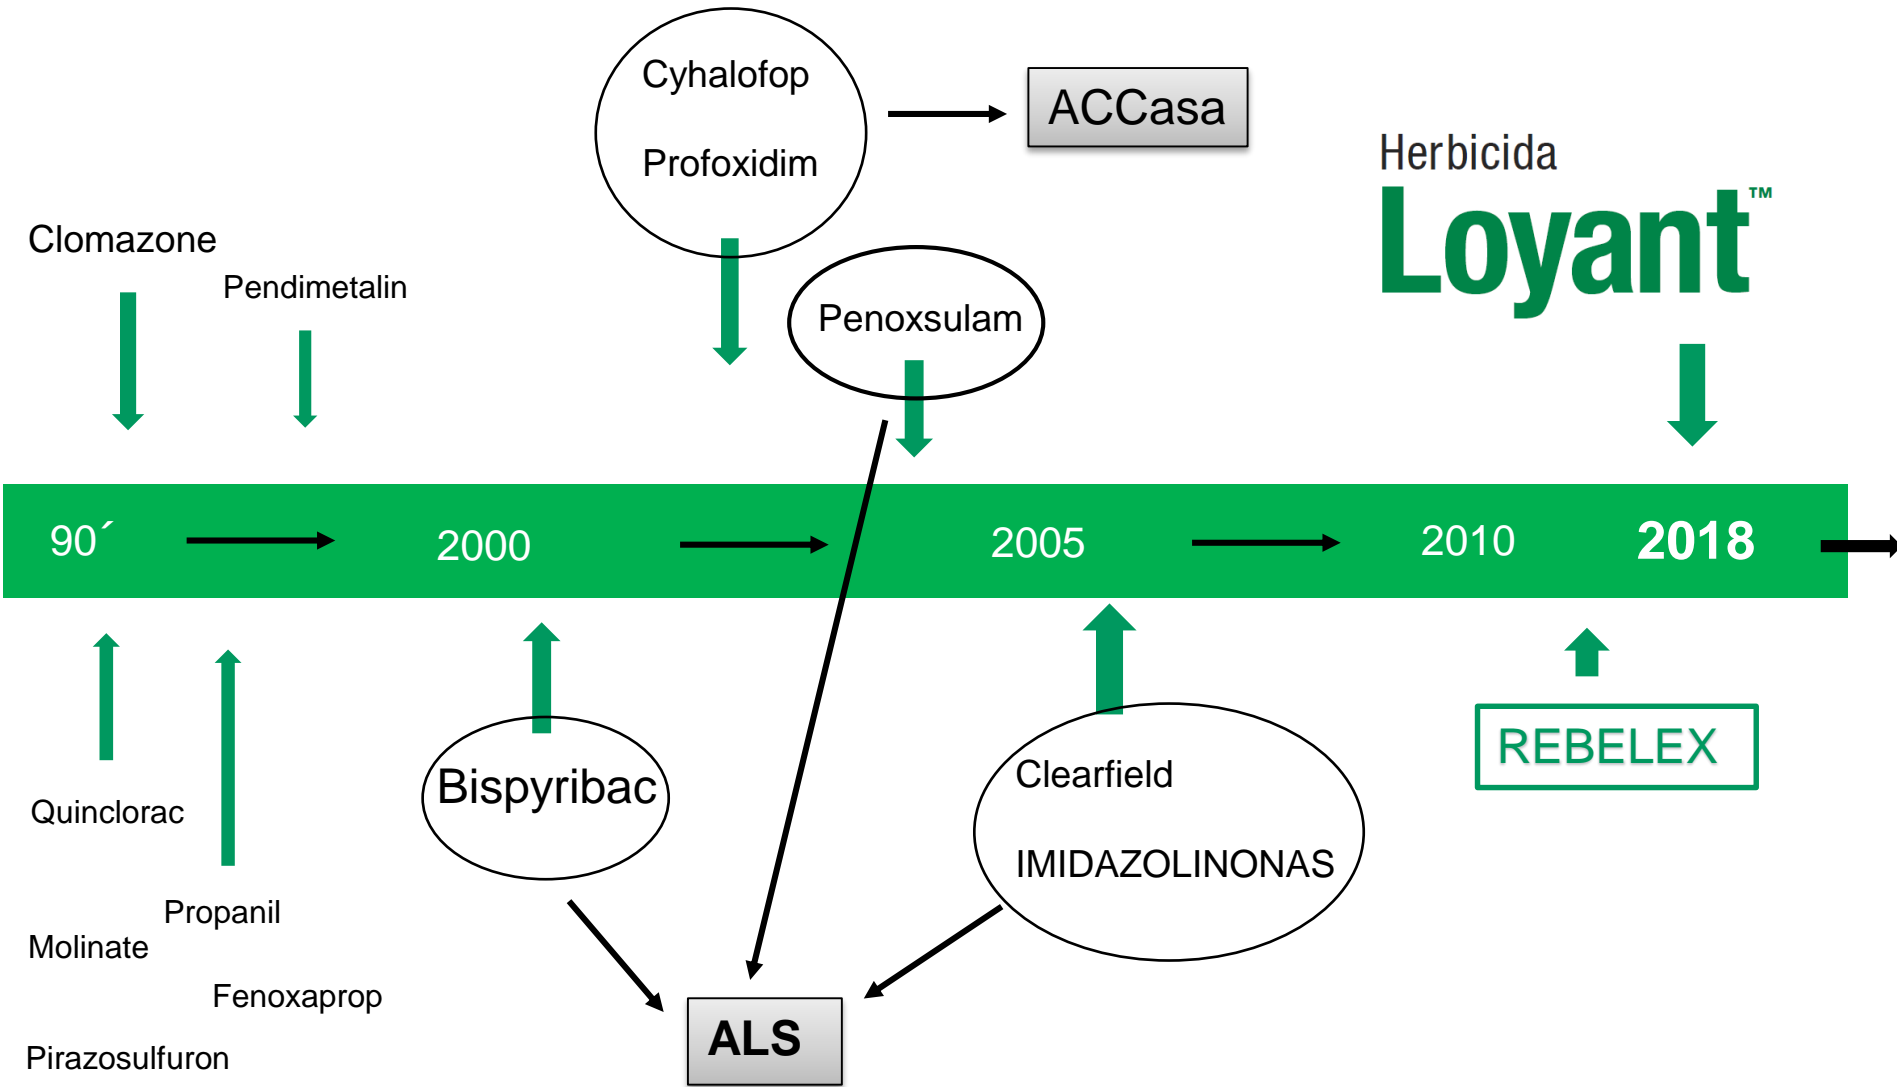 Cyhalofop
Profoxidim
ACCasa
Herbicida
Loyant™
Clomazone
Pendimetalin
Penoxsulam
90´
2000
2005
2010
2018
Bispyribac
Clearfield
IMIDAZOLINONAS
REBELEX
Quinclorac
Propanil
Molinate
Fenoxaprop
Pirazosulfuron
ALS